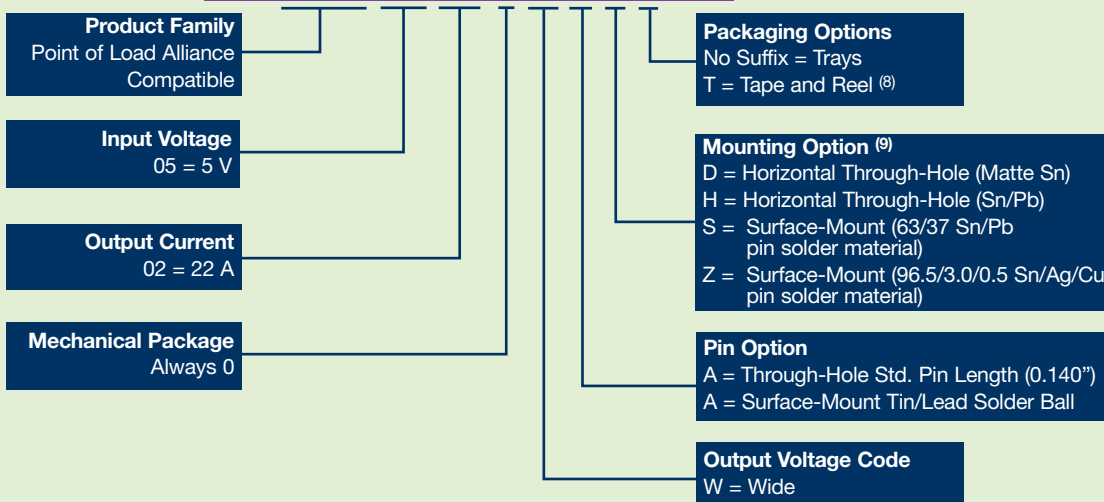 Product Family
Point of Load Alliance
Compatible
Input Voltage
05 = 5 V
Output Current
02 = 22 A
Mechanical Package
Always 0
Packaging Options
No Suffix = Trays
T = Tape and Reel (8)
Mounting Option (9)
D = Horizontal Through-Hole (Matte Sn)
H = Horizontal Through-Hole (Sn/Pb)
S = Surface-Mount (63/37 Sn/Pb
pin solder material)
Z = Surface-Mount (96.5/3.0/0.5 Sn/Ag/Cu
pin solder material)
Pin Option
A = Through-Hole Std. Pin Length (0.140”)
A = Surface-Mount Tin/Lead Solder Ball
Output Voltage Code
W = Wide